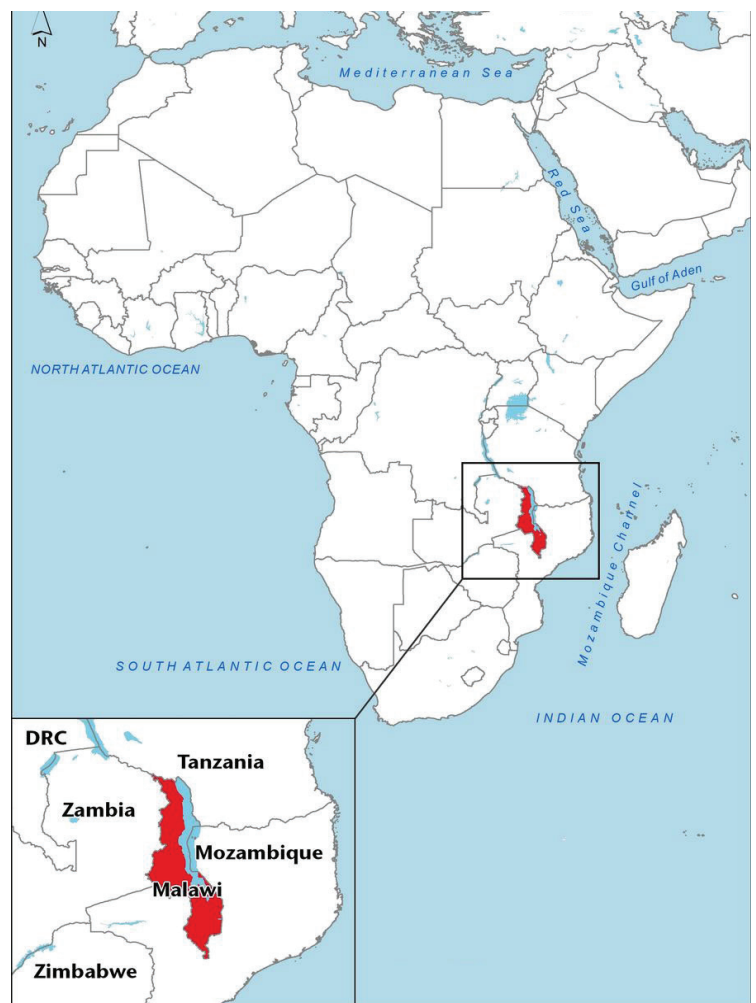 N
Mediterranean Sea
Red Sea
Gulf of Aden
NORTH ATLANTIC OCEAN
Mozambique Channel
SOUTH ATLANTIC OCEAN
INDIAN OCEAN
DRC
Tanzania
Zambia
Mozambique
Malawi
Zimbabwe